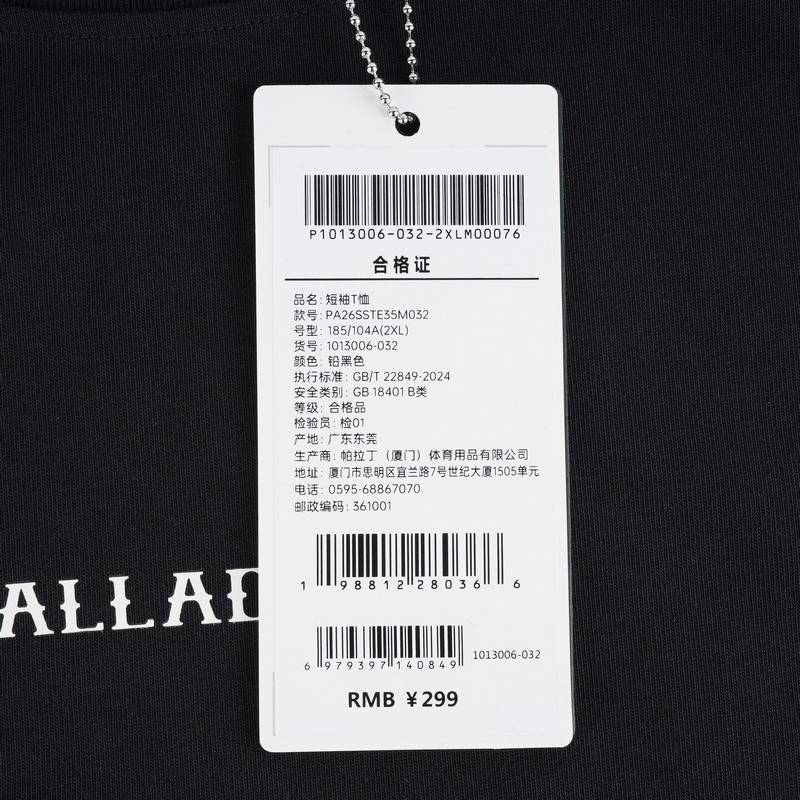 P1013006-032-2XLM00076
合格证
品名: 短袖T恤
款号: PA26SSTE35M032
号型: 185/104A(2XL)
货号: 1013006-032
颜色: 铅黑色
执行标准: GB/T 22849-2024
安全类别: GB 18401 B类
等级: 合格品
检验员: 检01
产地: 广东东莞
生产商: 帕拉丁（厦门）体育用品有限公司
地址: 厦门市思明区宜兰路7号世纪大厦1505单元
电话: 0595-68867070
邮政编码: 361001
ALLAD
1 98812 28036 6
6 979397 140849
1013006-032
RMB ¥299